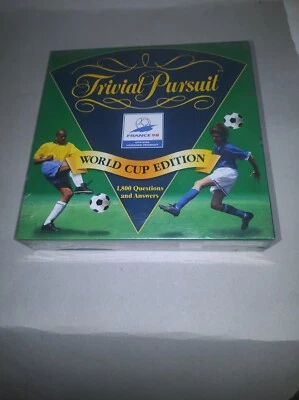 Trivial Pursuit
FRANCE 98
WORLD CUP EDITION
1,800 Questions
and Answers